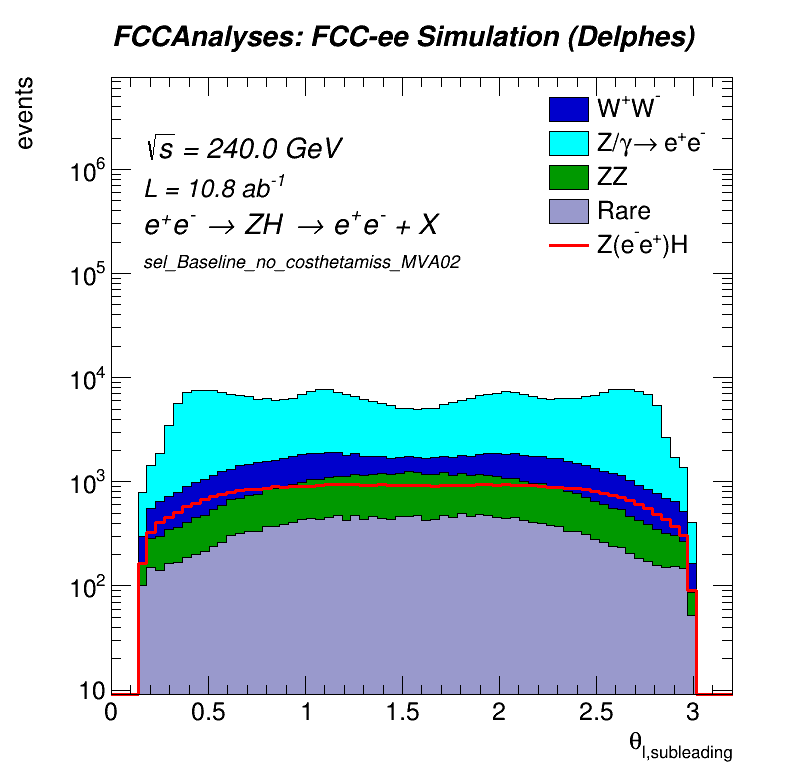 FCCAnalyses: FCC-ee Simulation (Delphes)
events
√s = 240.0 GeV
L = 10.8 ab⁻¹
e⁺e⁻ → ZH → e⁺e⁻ + X
sel_Baseline_no_costhetamiss_MVA02
W⁺W⁻
Z/γ→ e⁺e⁻
ZZ
Rare
Z(e⁻e⁺)H
10⁶
10⁵
10⁴
10³
10²
10
0 0.5 1 1.5 2 2.5 3
θ_l,subleading